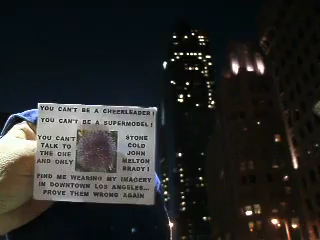 YOU CAN'T BE A CHEERLEADER!
YOU CAN'T BE A SUPERMODEL!
YOU CAN'T
TALK TO
THE ONE
AND ONLY
STONE
COLD
JOHN
MELTON
BRADY!
FIND ME WEARING MY IMAGERY
IN DOWNTOWN LOS ANGELES...
PROVE THEM WRONG AGAIN